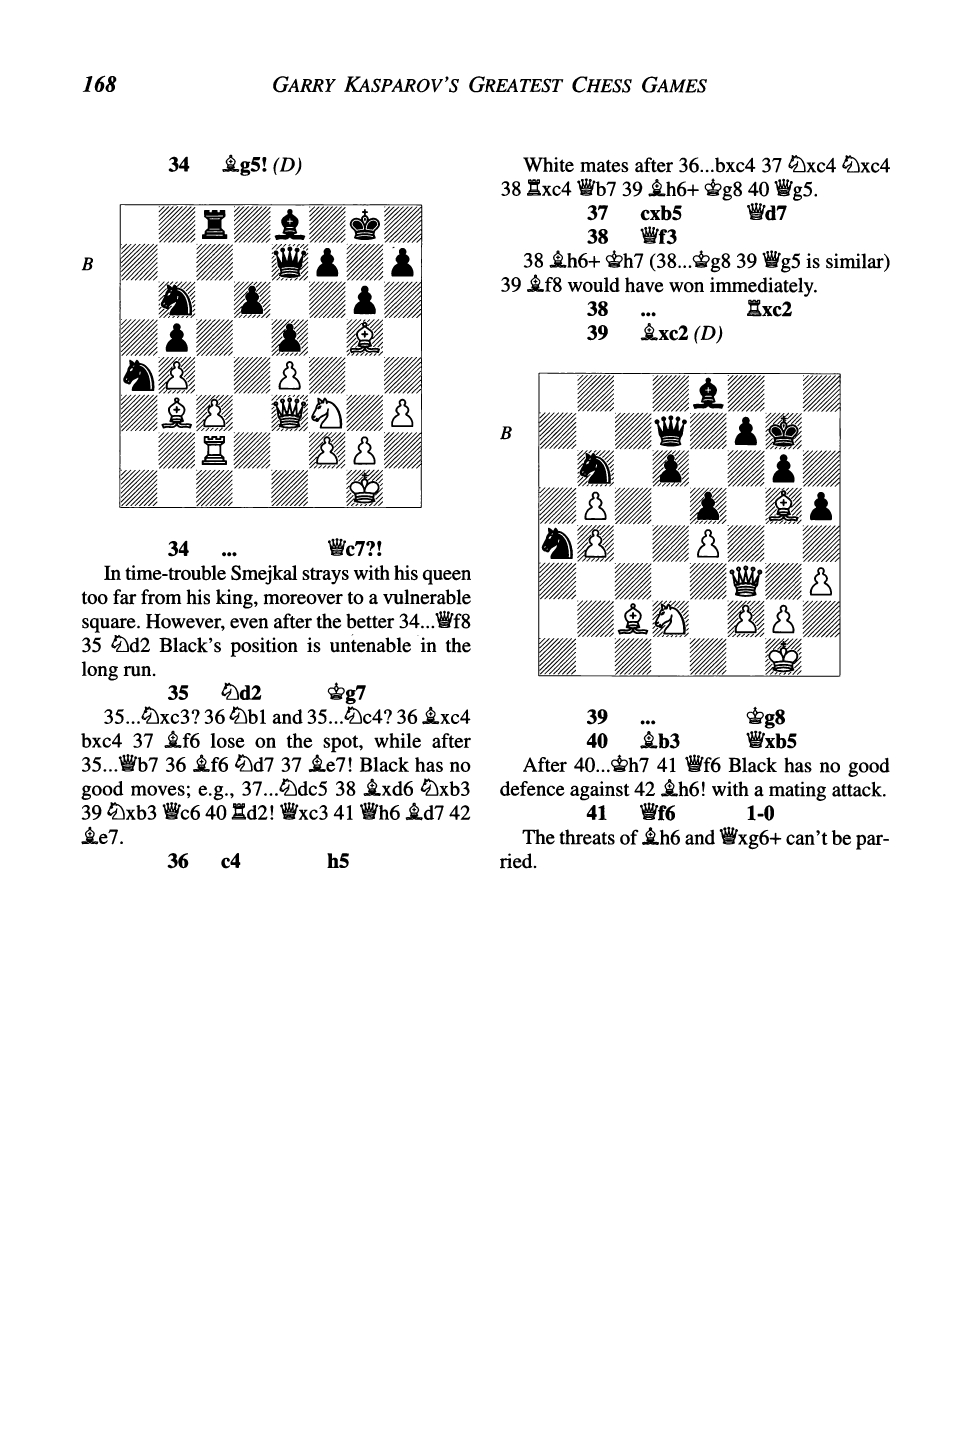 168
GARRY KASPAROV'S GREATEST CHESS GAMES
34 ♗g5! (D)
B
34 ... ♕c7?!
In time-trouble Smejkal strays with his queen
too far from his king, moreover to a vulnerable
square. However, even after the better 34...♕f8
35 ♘d2 Black's position is untenable in the
long run.
35 ♘d2 ♔g7
35...♘xc3? 36 ♘b1 and 35...♘c4? 36 ♗xc4
bxc4 37 ♗f6 lose on the spot, while after
35...♕b7 36 ♗f6 ♘d7 37 ♗e7! Black has no
good moves; e.g., 37...♘dc5 38 ♗xd6 ♘xb3
39 ♘xb3 ♕c6 40 ♖d2! ♕xc3 41 ♕h6 ♗d7 42
♗e7.
36 c4 h5
White mates after 36...bxc4 37 ♘xc4 ♘xc4
38 ♖xc4 ♕b7 39 ♗h6+ ♔g8 40 ♕g5.
37 cxb5 ♕d7
38 ♕f3
38 ♗h6+ ♔h7 (38...♔g8 39 ♕g5 is similar)
39 ♗f8 would have won immediately.
38 ... ♖xc2
39 ♗xc2 (D)
B
39 ... ♔g8
40 ♗b3 ♕xb5
After 40...♔h7 41 ♕f6 Black has no good
defence against 42 ♗h6! with a mating attack.
41 ♕f6 1-0
The threats of ♗h6 and ♕xg6+ can't be par-
ried.